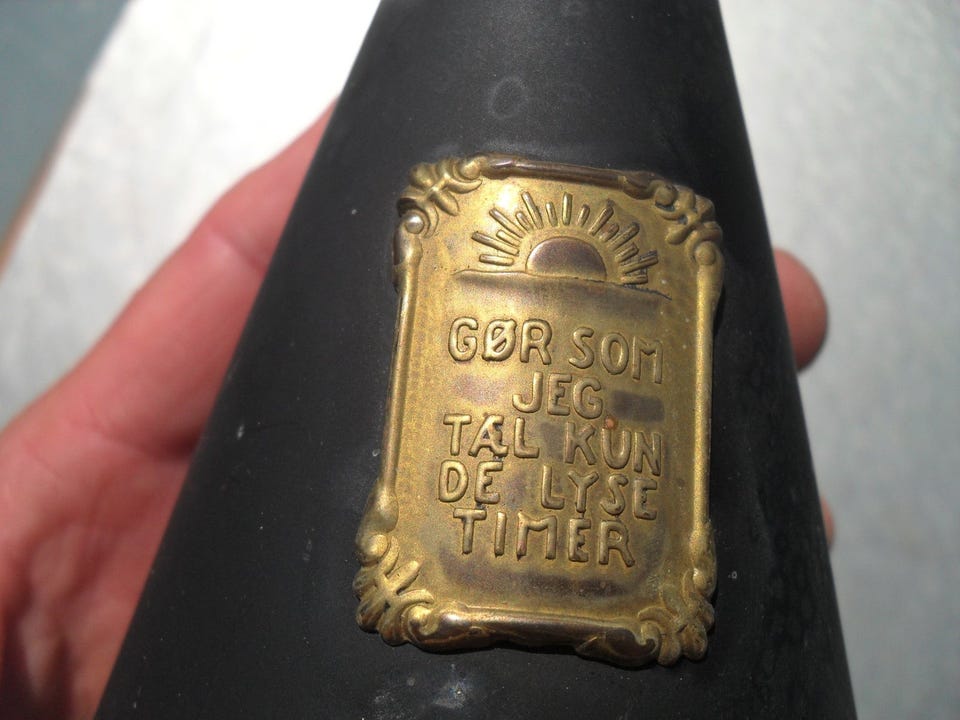 GØR SOM
JEG
TÆL KUN
DE LYSE
TIMER